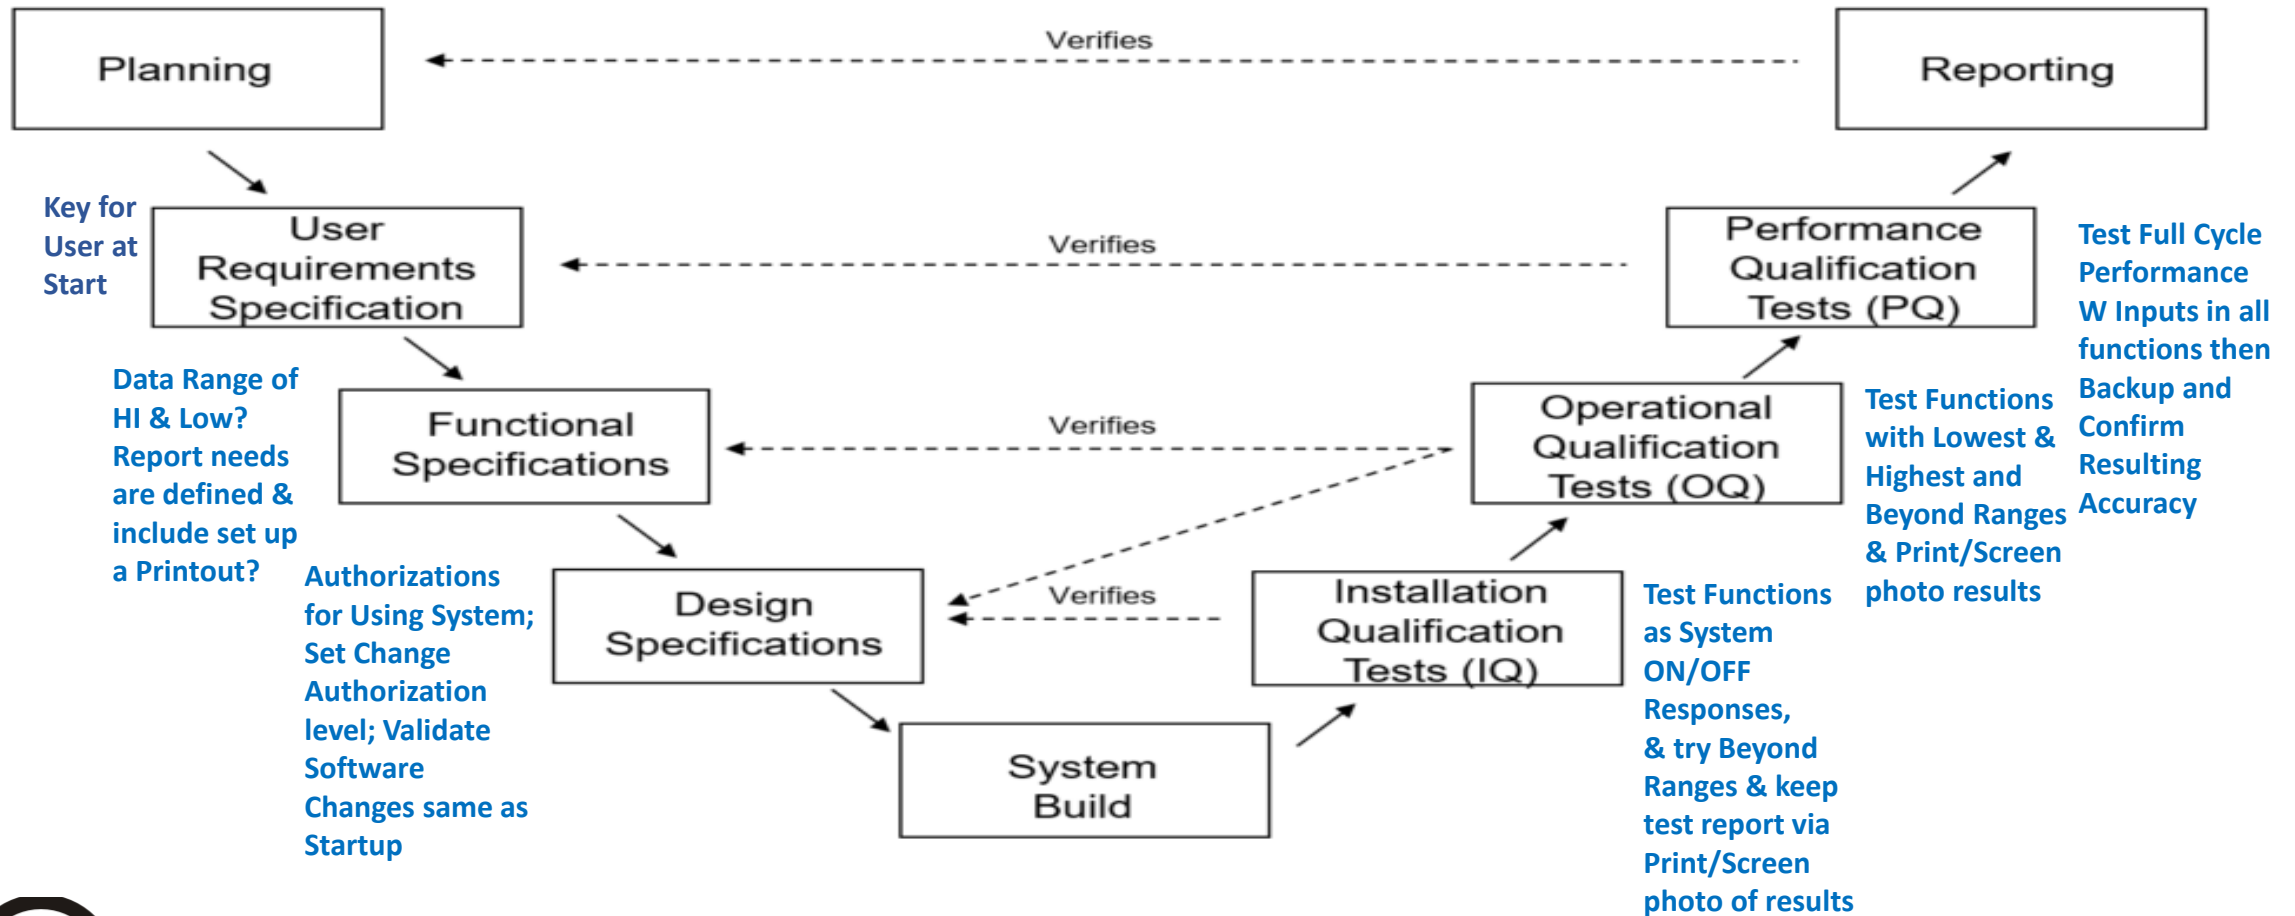 Planning
Verifies
Reporting
Key for
User at
Start
User
Requirements
Specification
Verifies
Performance
Qualification
Tests (PQ)
Test Full Cycle
Performance
W Inputs in all
functions then
Backup and
Confirm
Resulting
Accuracy
Data Range of
HI & Low?
Report needs
are defined &
include set up
a Printout?
Functional
Specifications
Verifies
Operational
Qualification
Tests (OQ)
Test Functions
with Lowest &
Highest and
Beyond Ranges
& Print/Screen
photo results
Authorizations
for Using System;
Set Change
Authorization
level; Validate
Software
Changes same as
Startup
Design
Specifications
Verifies
Installation
Qualification
Tests (IQ)
Test Functions
as System
ON/OFF
Responses,
& try Beyond
Ranges & keep
test report via
Print/Screen
photo of results
System
Build